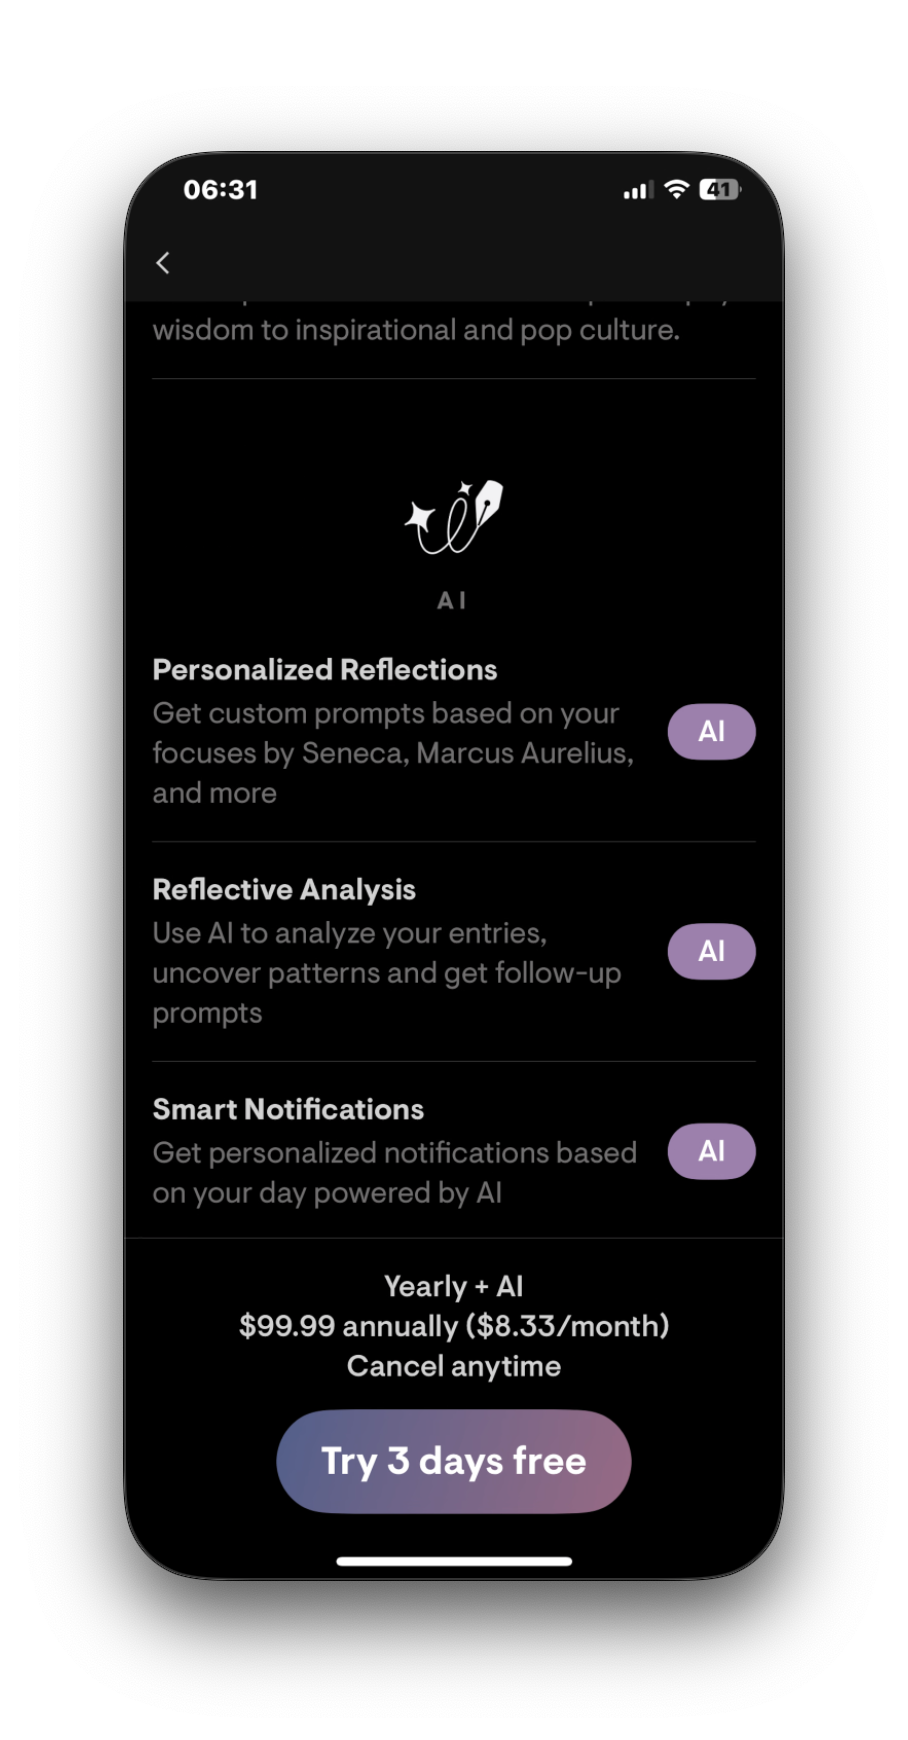 06:31
41
wisdom to inspirational and pop culture.
AI
Personalized Reflections
Get custom prompts based on your
focuses by Seneca, Marcus Aurelius,
and more
AI
Reflective Analysis
Use AI to analyze your entries,
uncover patterns and get follow-up
prompts
AI
Smart Notifications
Get personalized notifications based
on your day powered by AI
AI
Yearly + AI
$99.99 annually ($8.33/month)
Cancel anytime
Try 3 days free